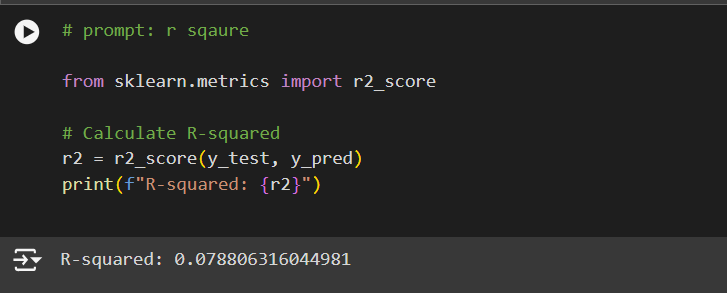 # prompt: r sqaure
from sklearn.metrics import r2_score
# Calculate R-squared
r2 = r2_score(y_test, y_pred)
print(f"R-squared: {r2}")
R-squared: 0.078806316044981